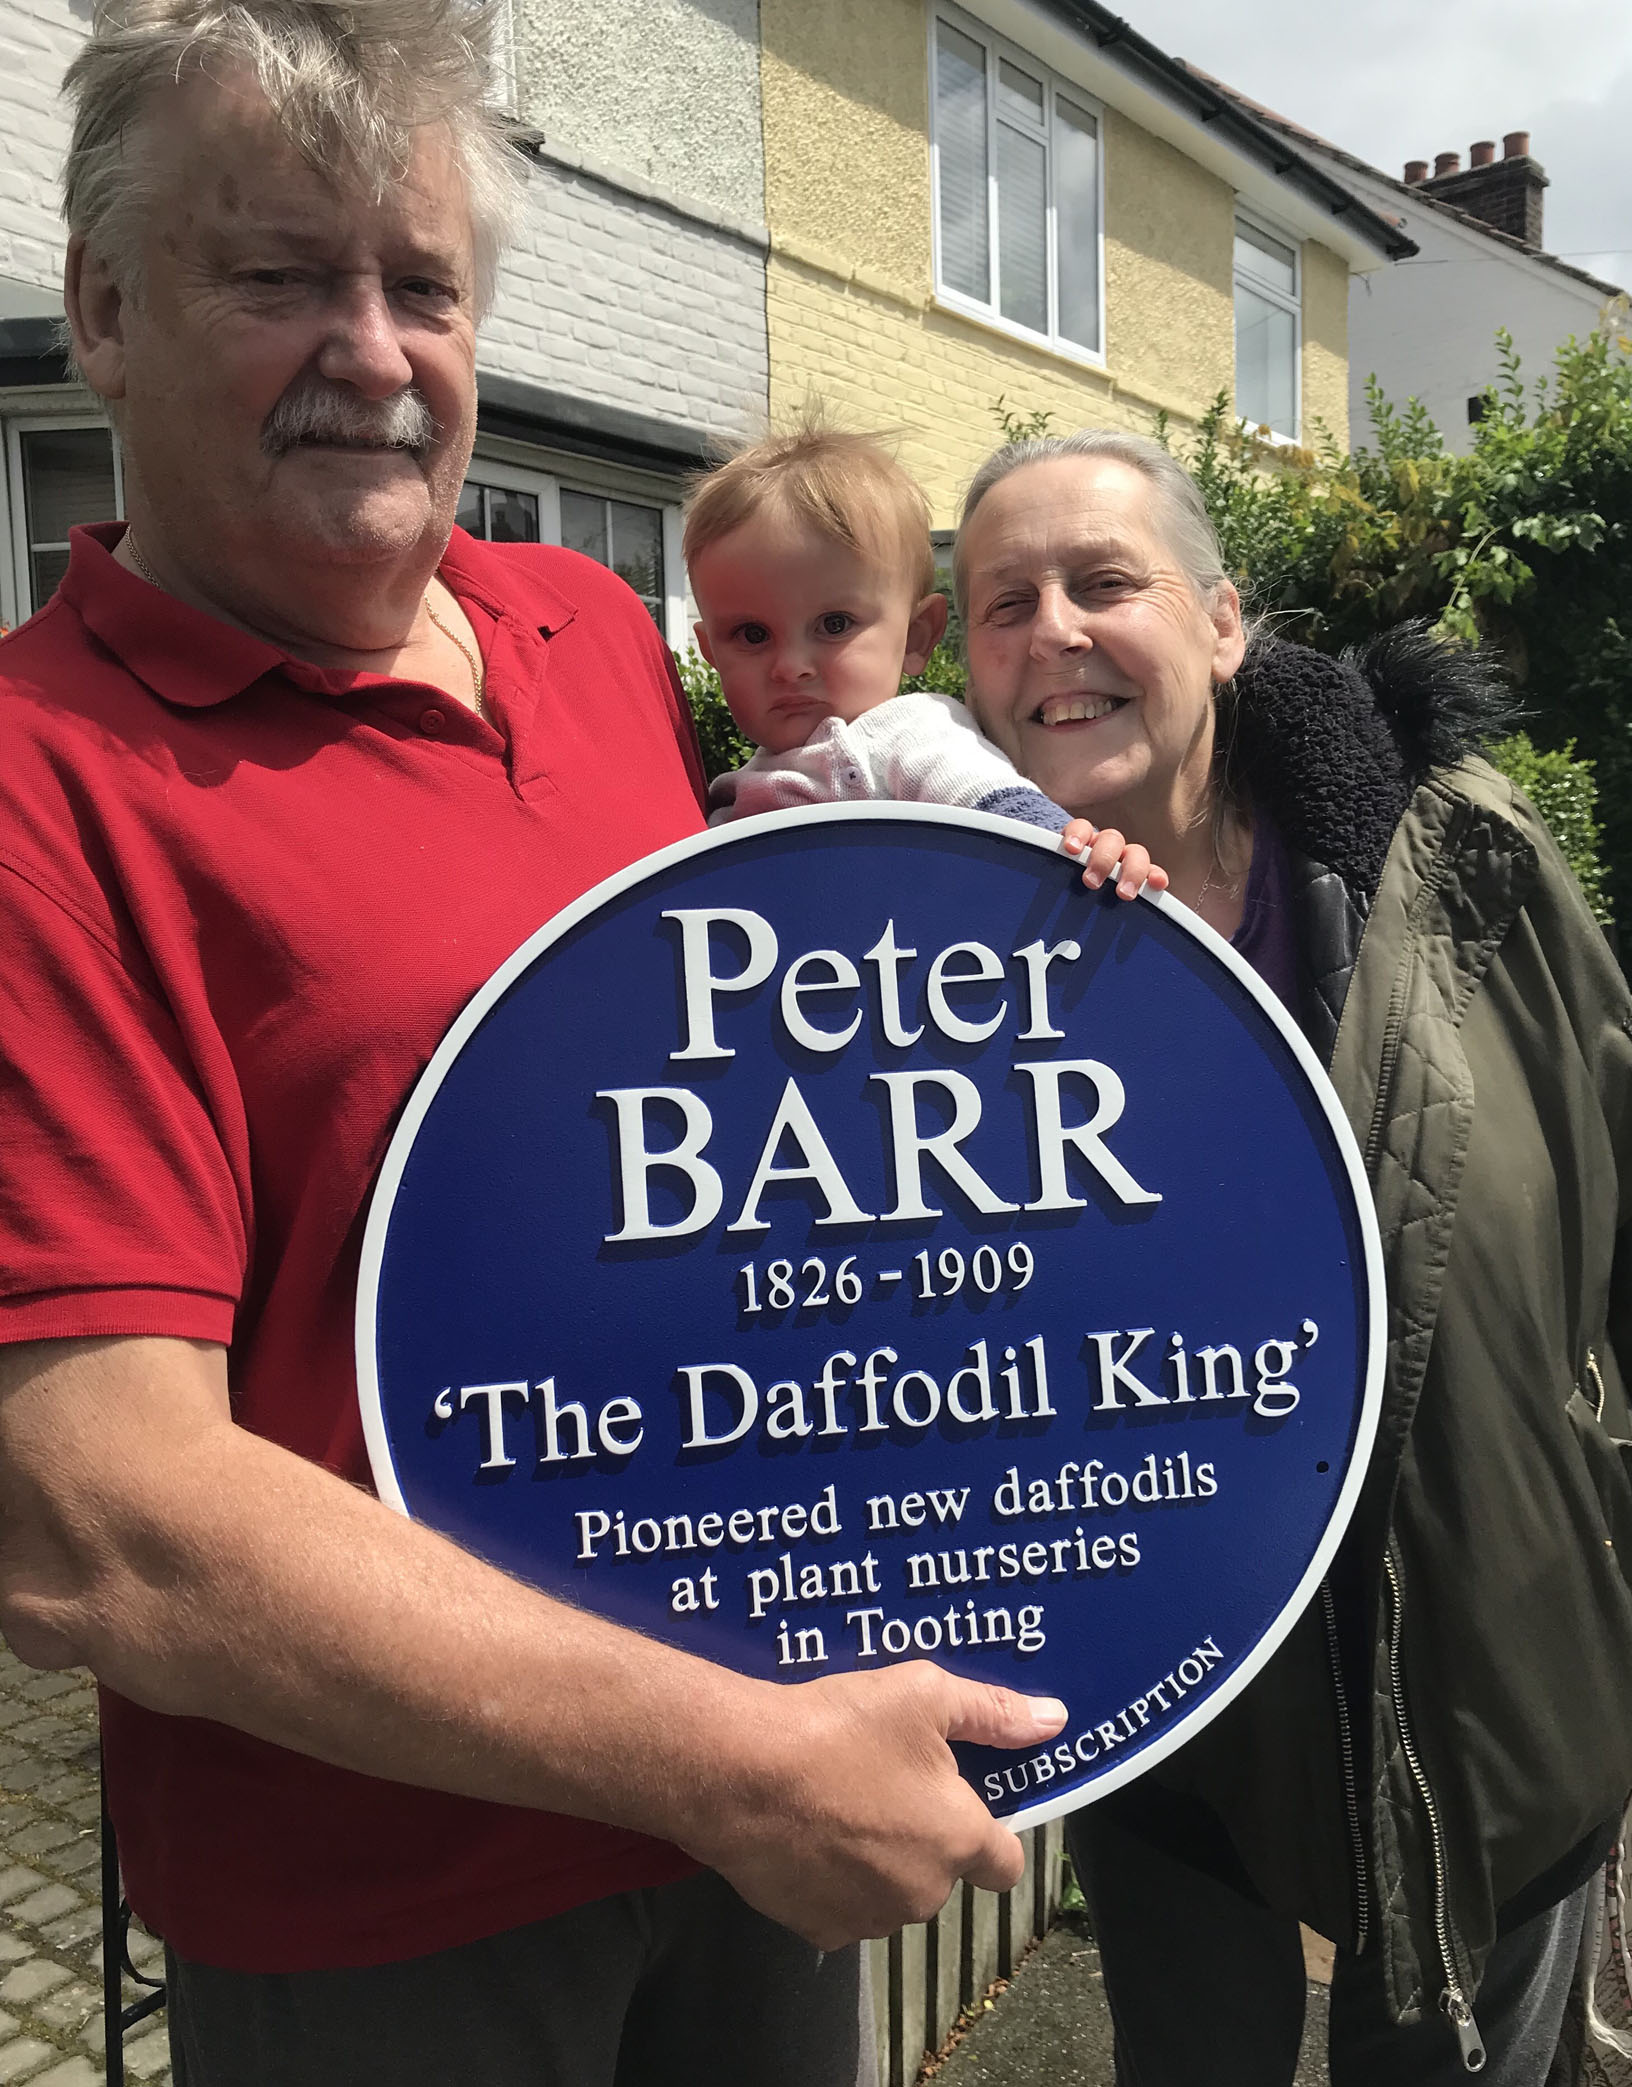 Peter
BARR
1826-1909
‘The Daffodil King’
Pioneered new daffodils
at plant nurseries
in Tooting
SUBSCRIPTION